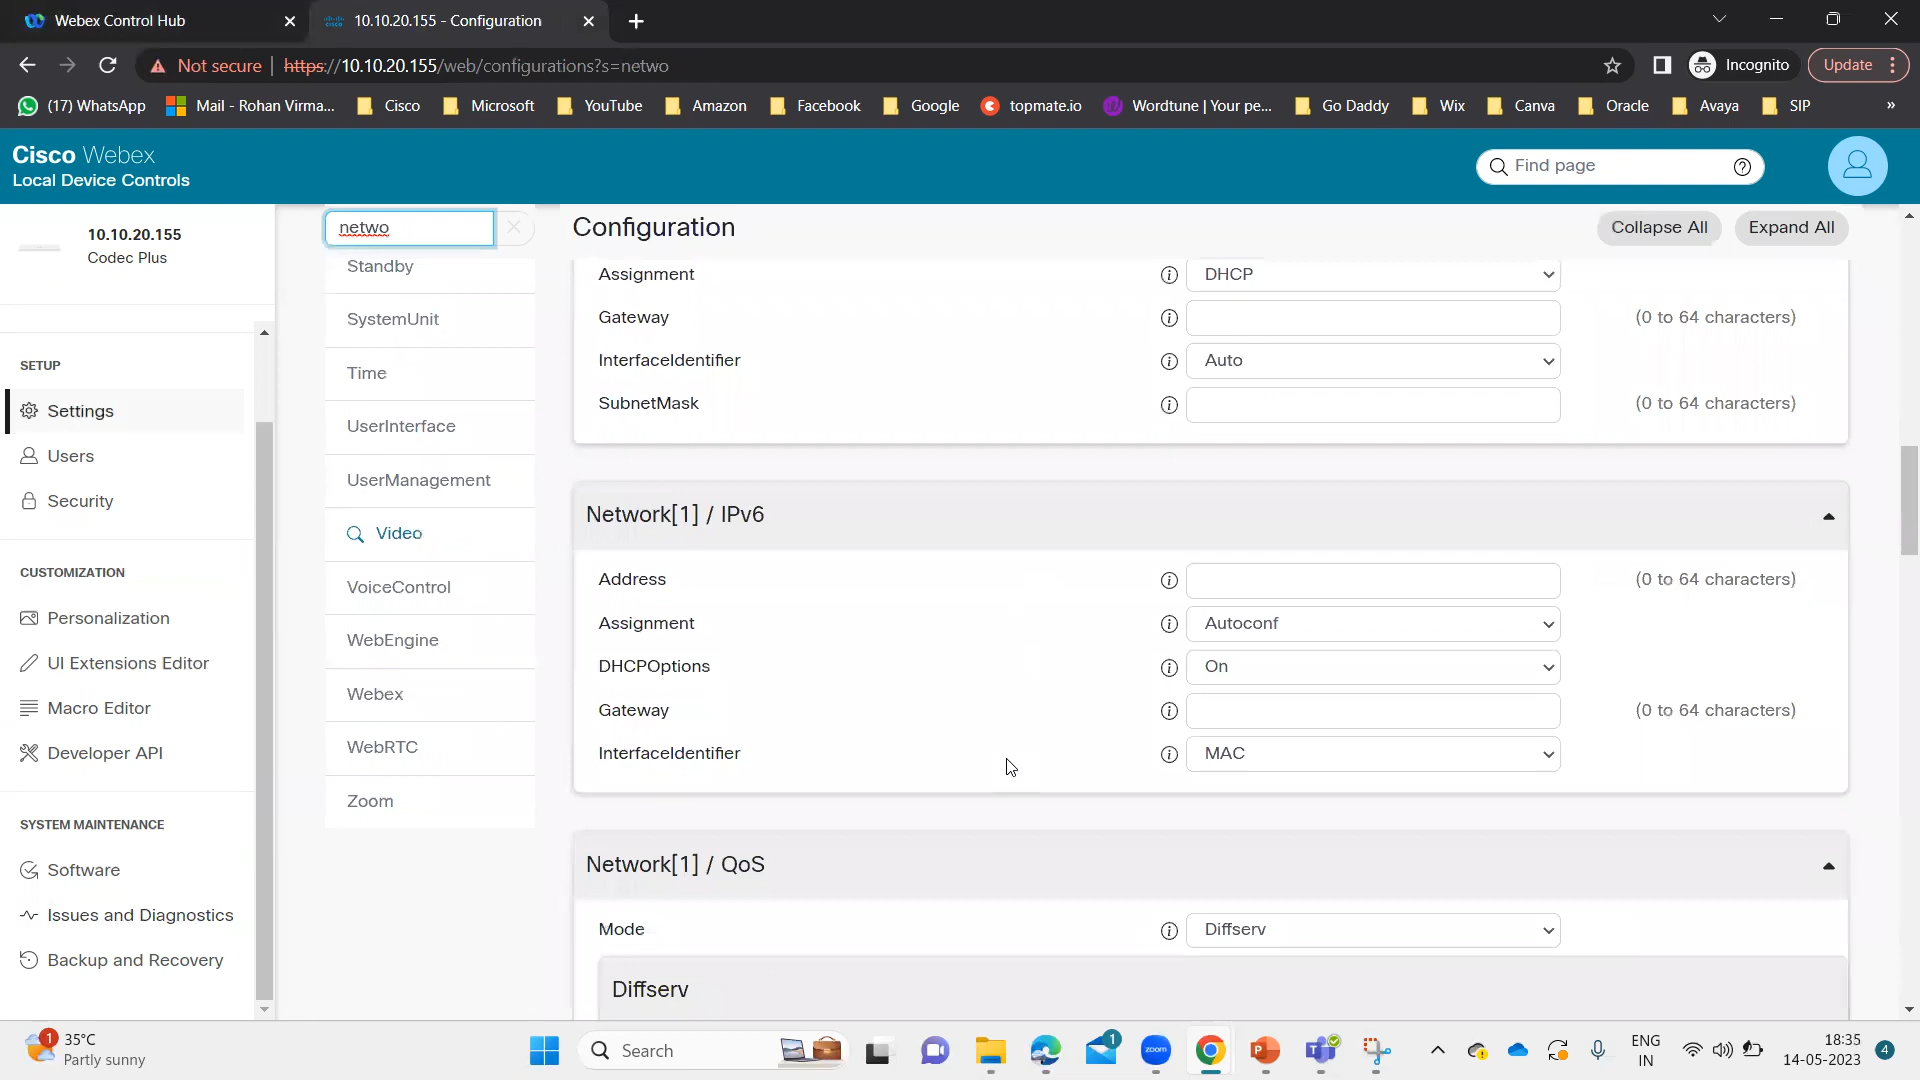 Webex Control Hub
10.10.20.155 - Configuration
Not secure
https://10.10.20.155/web/configurations?s=netwo
Incognito
Update
(17) WhatsApp
Mail - Rohan Virma...
Cisco
Microsoft
YouTube
Amazon
Facebook
Google
topmate.io
Wordtune | Your pe...
Go Daddy
Wix
Canva
Oracle
Avaya
SIP
»
Cisco Webex
Local Device Controls
Find page
10.10.20.155
Codec Plus
SETUP
Settings
Users
Security
CUSTOMIZATION
Personalization
UI Extensions Editor
Macro Editor
Developer API
SYSTEM MAINTENANCE
Software
Issues and Diagnostics
Backup and Recovery
netwo
Standby
SystemUnit
Time
UserInterface
UserManagement
Video
VoiceControl
WebEngine
Webex
WebRTC
Zoom
Configuration
Collapse All
Expand All
Assignment
DHCP
Gateway
(0 to 64 characters)
InterfaceIdentifier
Auto
SubnetMask
(0 to 64 characters)
Network[1] / IPv6
Address
(0 to 64 characters)
Assignment
Autoconf
DHCPOptions
On
Gateway
(0 to 64 characters)
InterfaceIdentifier
MAC
Network[1] / QoS
Mode
Diffserv
Diffserv
1
35°C
Partly sunny
Search
1
zoom
ENG
IN
18:35
14-05-2023
4